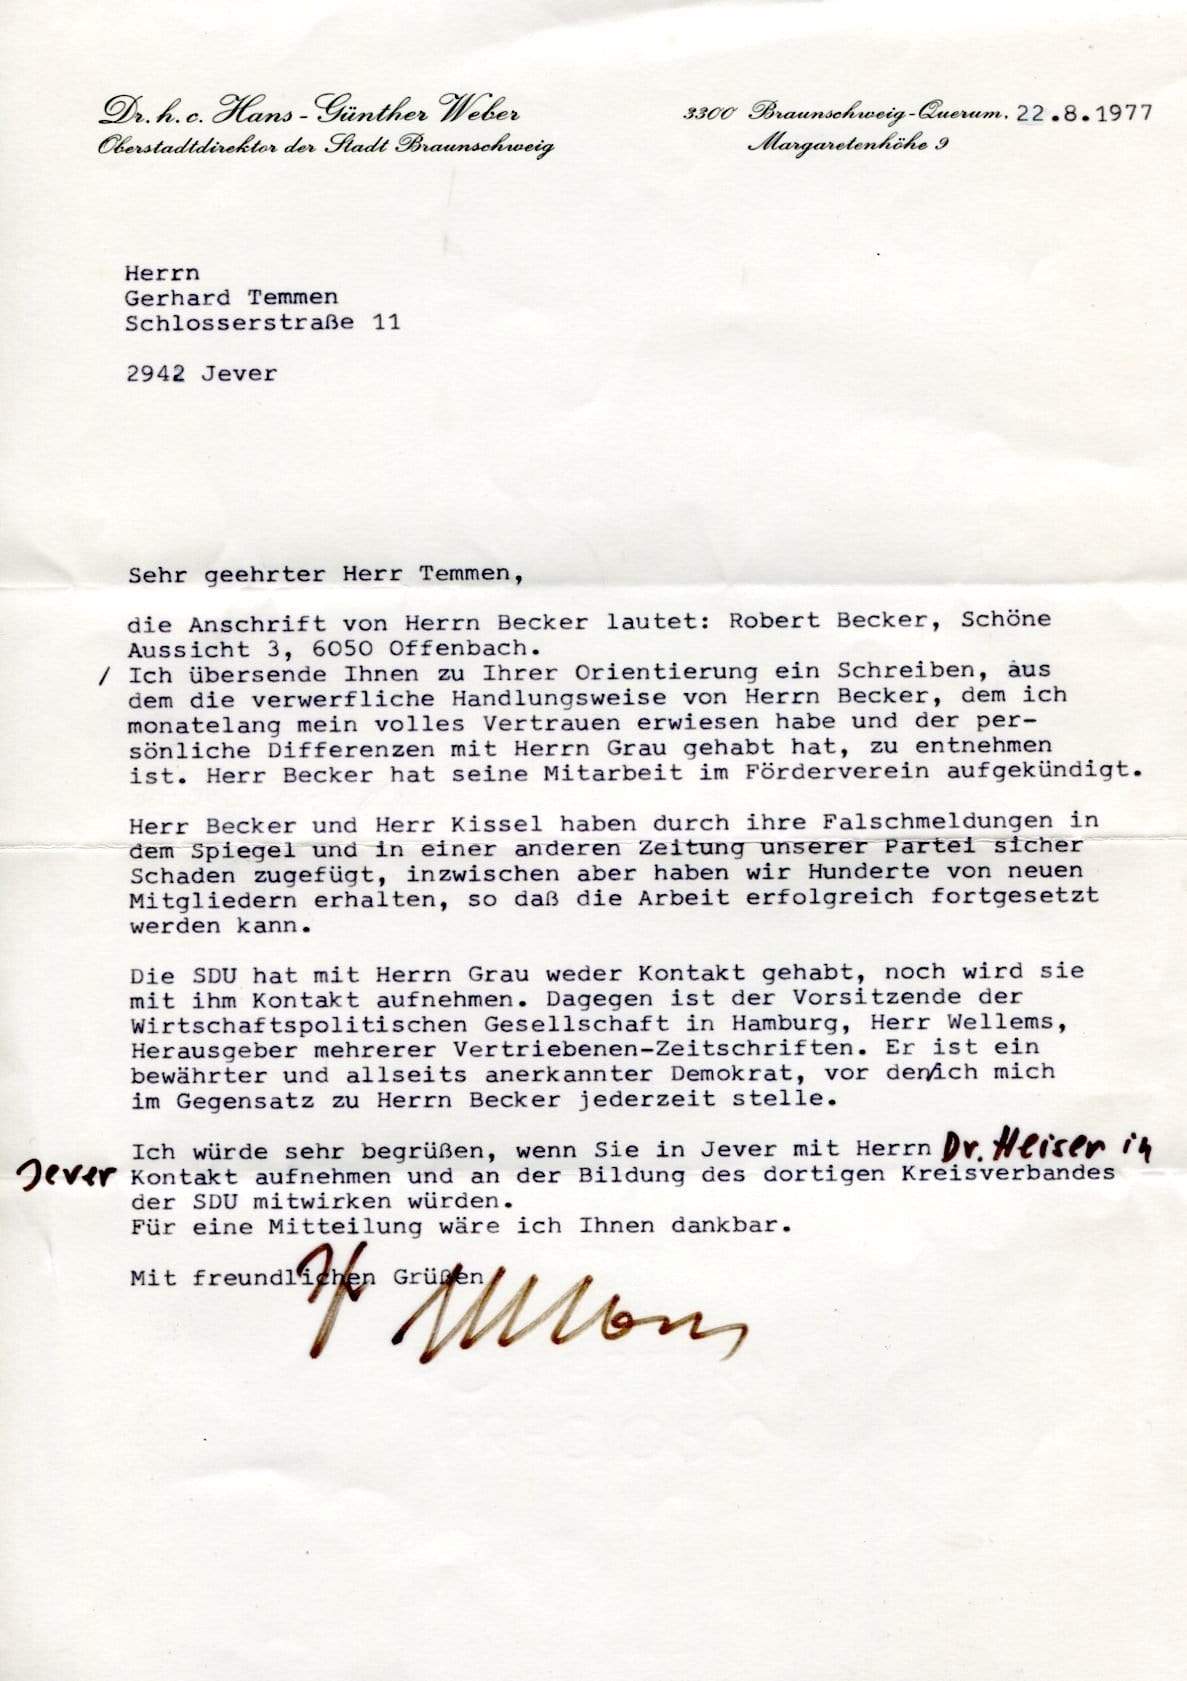 Dr. h. c. Hans-Günther Weber
Oberstadtdirektor der Stadt Braunschweig
3300 Braunschweig-Querum, 22.8.1977
Margaretenhöhe 9
Herrn
Gerhard Temmen
Schlosserstraße 11
2942 Jever
Sehr geehrter Herr Temmen,
die Anschrift von Herrn Becker lautet: Robert Becker, Schöne
Aussicht 3, 6050 Offenbach.
/ Ich übersende Ihnen zu Ihrer Orientierung ein Schreiben, aus
dem die verwerfliche Handlungsweise von Herrn Becker, dem ich
monatelang mein volles Vertrauen erwiesen habe und der per-
sönliche Differenzen mit Herrn Grau gehabt hat, zu entnehmen
ist. Herr Becker hat seine Mitarbeit im Förderverein aufgekündigt.
Herr Becker und Herr Kissel haben durch ihre Falschmeldungen in
dem Spiegel und in einer anderen Zeitung unserer Partei sicher
Schaden zugefügt, inzwischen aber haben wir Hunderte von neuen
Mitgliedern erhalten, so daß die Arbeit erfolgreich fortgesetzt
werden kann.
Die SDU hat mit Herrn Grau weder Kontakt gehabt, noch wird sie
mit ihm Kontakt aufnehmen. Dagegen ist der Vorsitzende der
Wirtschaftspolitischen Gesellschaft in Hamburg, Herr Wellems,
Herausgeber mehrerer Vertriebenen-Zeitschriften. Er ist ein
bewährter und allseits anerkannter Demokrat, vor den/ich mich
im Gegensatz zu Herrn Becker jederzeit stelle.
Ich würde sehr begrüßen, wenn Sie in Jever mit Herrn Dr. Heiser in
Jever Kontakt aufnehmen und an der Bildung des dortigen Kreisverbandes
der SDU mitwirken würden.
Für eine Mitteilung wäre ich Ihnen dankbar.
Mit freundlichen Grüßen